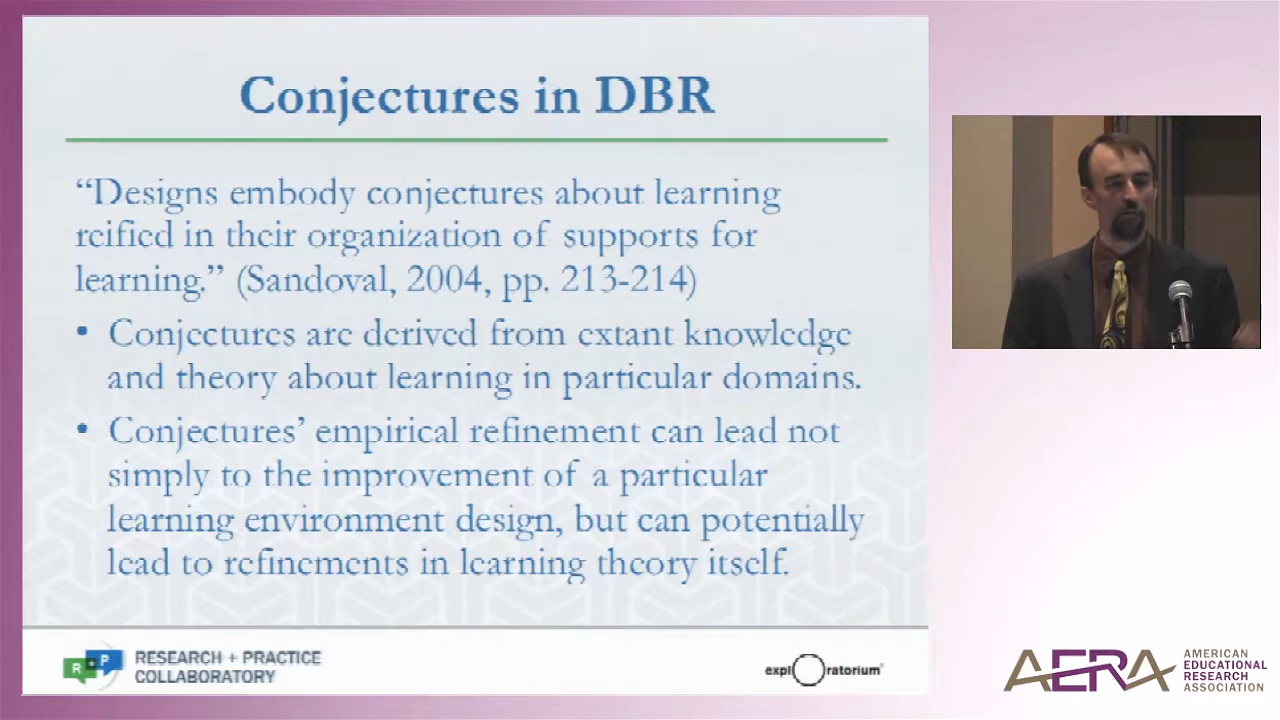 Conjectures in DBR
“Designs embody conjectures about learning
reified in their organization of supports for
learning.” (Sandoval, 2004, pp. 213-214)
• Conjectures are derived from extant knowledge
and theory about learning in particular domains.
• Conjectures’ empirical refinement can lead not
simply to the improvement of a particular
learning environment design, but can potentially
lead to refinements in learning theory itself.
R+P
RESEARCH + PRACTICE
COLLABORATORY
exploratorium®
AERA
AMERICAN
EDUCATIONAL
RESEARCH
ASSOCIATION